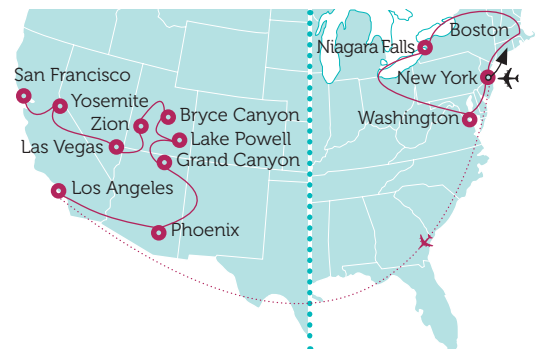 San Francisco
Yosemite
Zion
Bryce Canyon
Lake Powell
Las Vegas
Grand Canyon
Los Angeles
Phoenix
Boston
Niagara Falls
New York
Washington